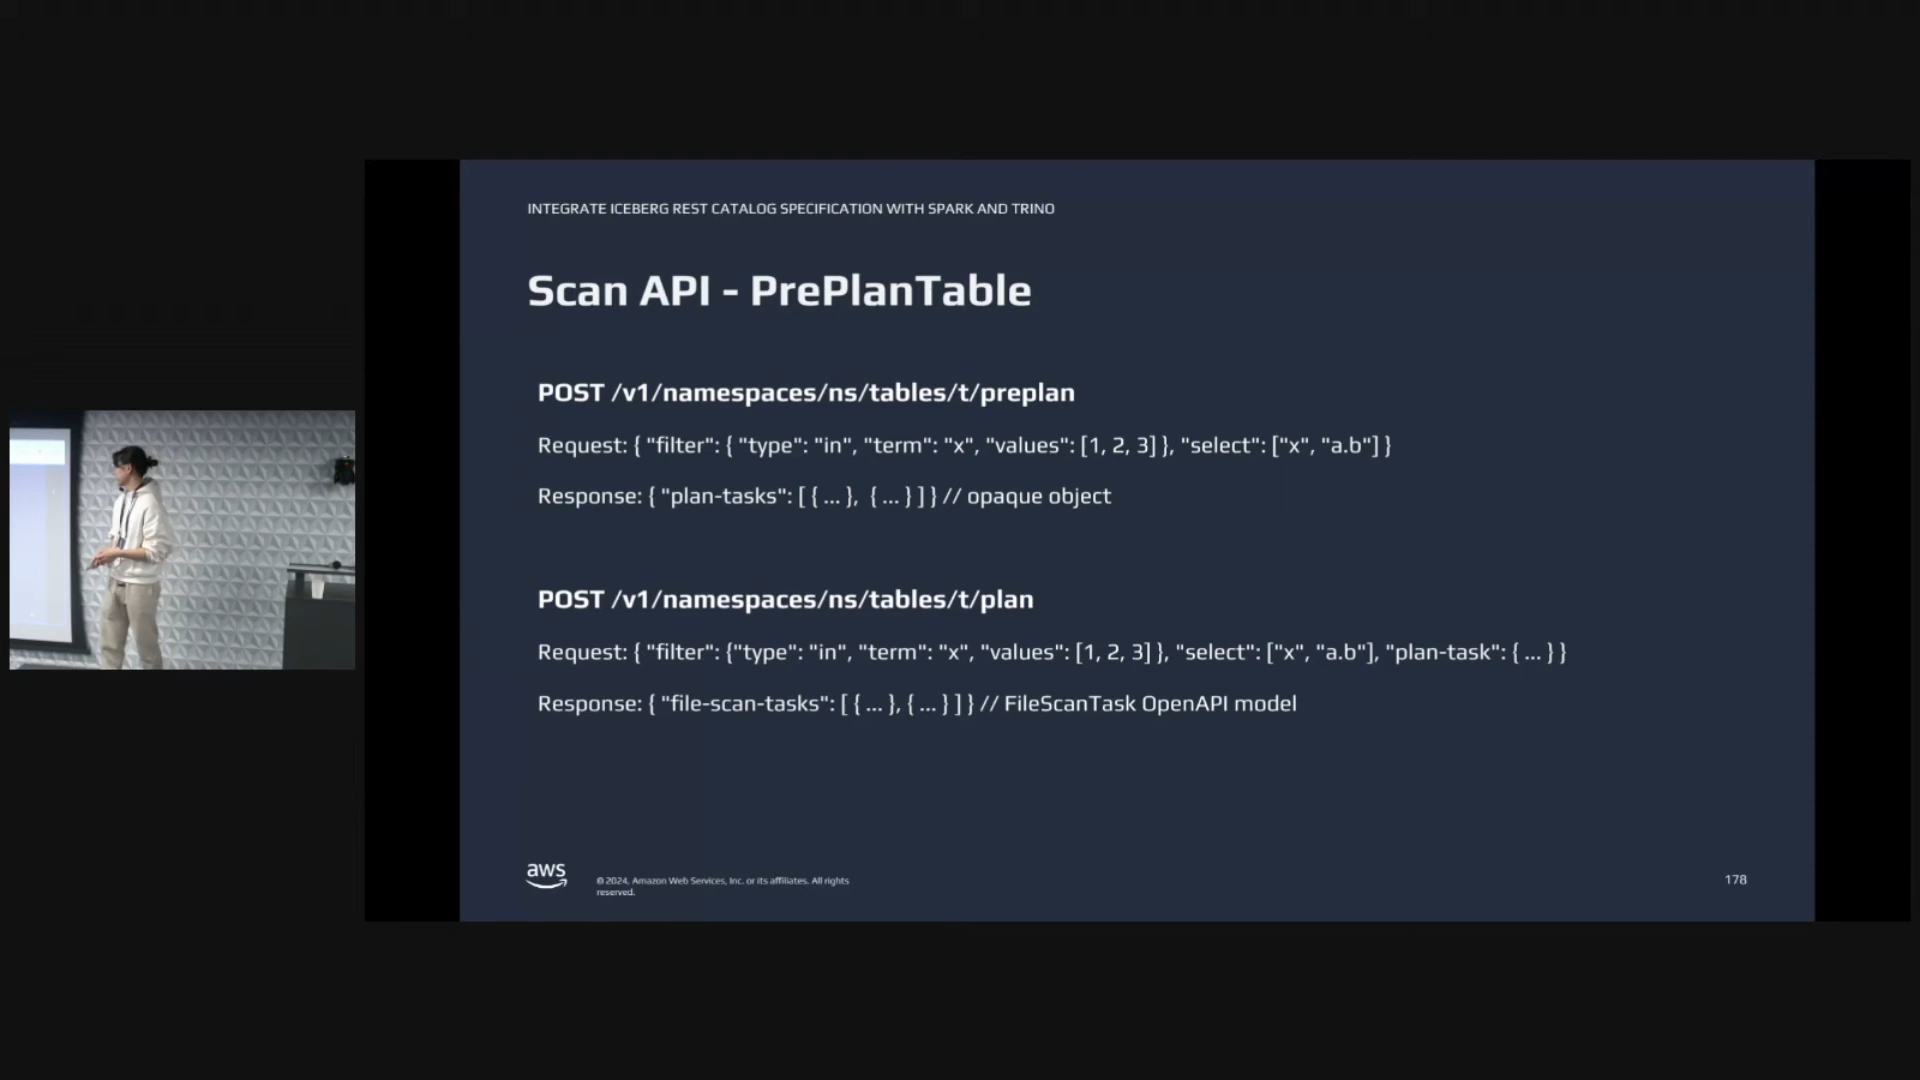 INTEGRATE ICEBERG REST CATALOG SPECIFICATION WITH SPARK AND TRINO
Scan API - PrePlanTable
POST /v1/namespaces/ns/tables/t/preplan
Request: { "filter": { "type": "in", "term": "x", "values": [1, 2, 3] }, "select": ["x", "a.b"] }
Response: { "plan-tasks": [ { ... },  { ... } ] } // opaque object
POST /v1/namespaces/ns/tables/t/plan
Request: { "filter": {"type": "in", "term": "x", "values": [1, 2, 3] }, "select": ["x", "a.b"], "plan-task": { ... } }
Response: { "file-scan-tasks": [ { ... }, { ... } ] } // FileScanTask OpenAPI model
aws
© 2024, Amazon Web Services, Inc. or its affiliates. All rights
reserved.
178